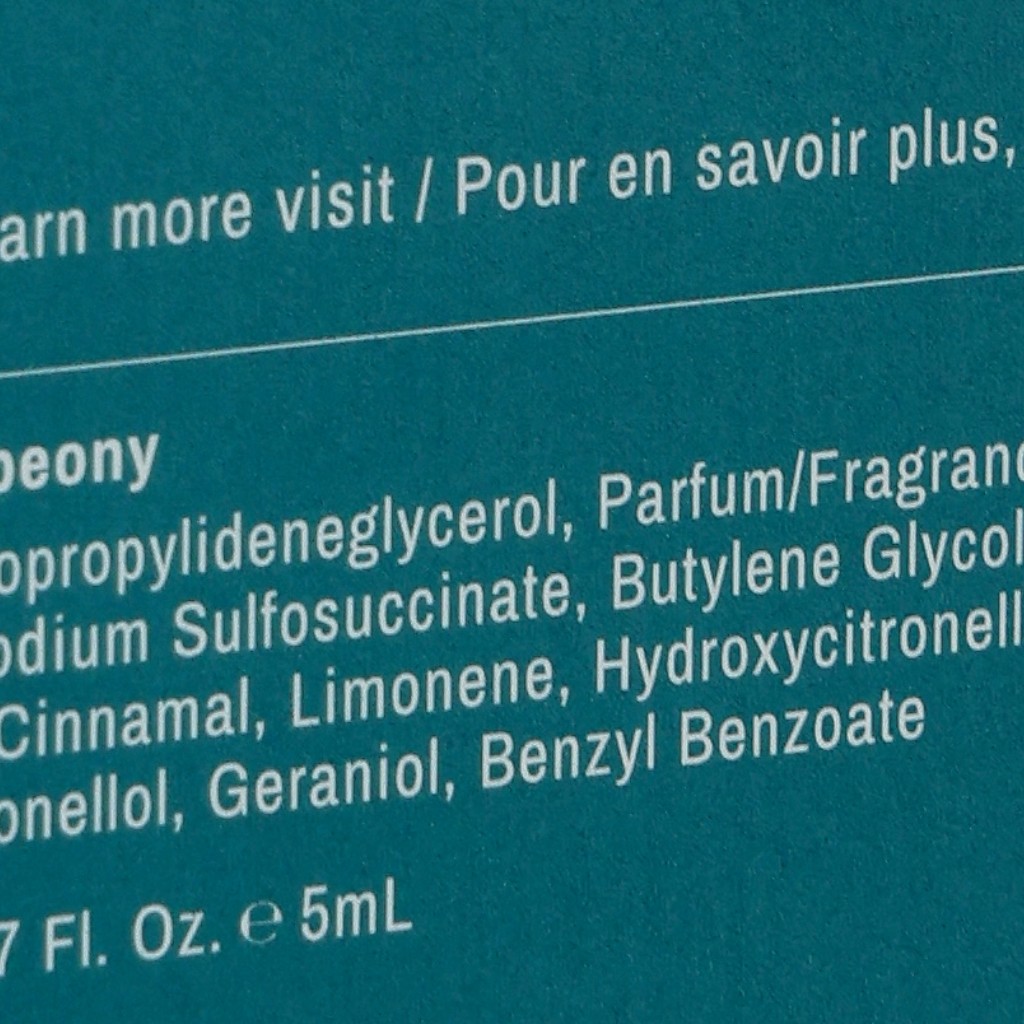 arn more visit / Pour en savoir plus,
peony
opropylideneglycerol, Parfum/Fragranc
odium Sulfosuccinate, Butylene Glycol
Cinnamal, Limonene, Hydroxycitronell
onellol, Geraniol, Benzyl Benzoate
7 Fl. Oz. ℮ 5mL